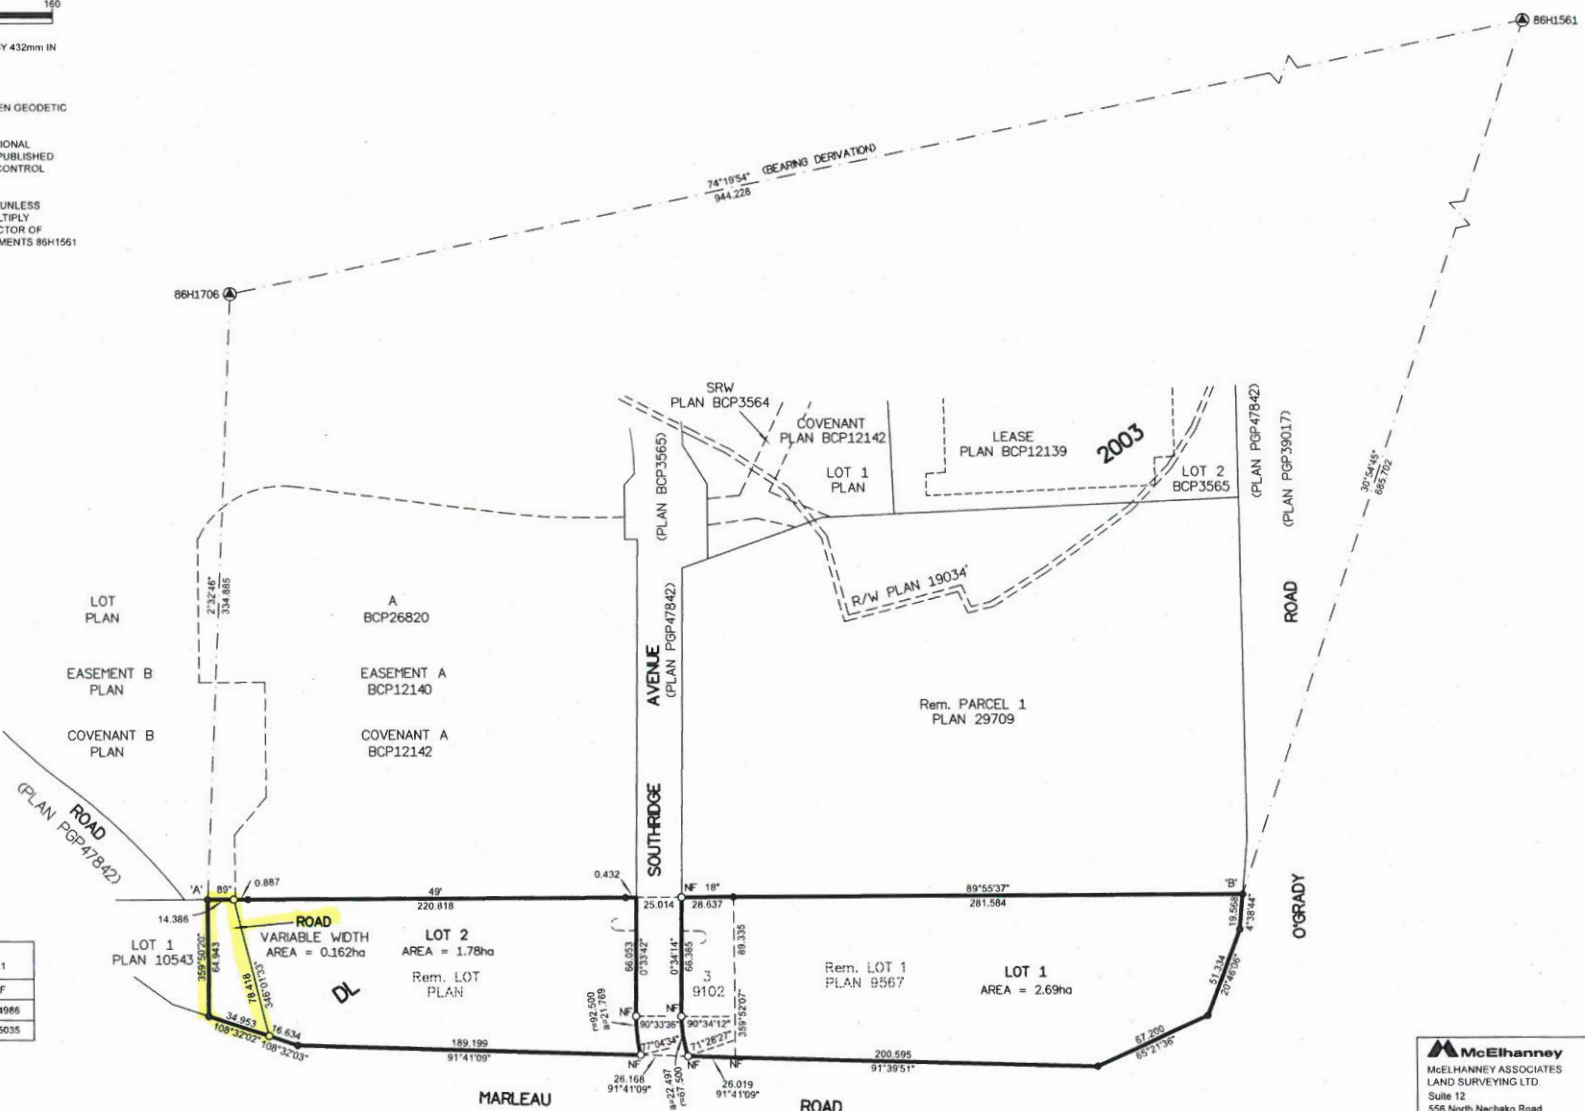 160
Y 432mm IN
EN GEODETIC
IONAL
PUBLISHED
CONTROL
UNLESS
LTIPLY
CTOR OF
MENTS 86H1561
86H1561
74°19'54" (BEARING DERIVATION)
944.228
86H1706
SRW
PLAN BCP3564
COVENANT
PLAN BCP12142
LEASE
PLAN BCP12139
2003
LOT 1
PLAN
LOT 2
BCP3565
(PLAN BCP3565)
(PLAN PGP47842)
(PLAN PGP39017)
30°54'45"
685.702
R/W PLAN 19034
2°32'46"
334.885
LOT
PLAN
A
BCP26820
EASEMENT B
PLAN
EASEMENT A
BCP12140
COVENANT B
PLAN
COVENANT A
BCP12142
AVENUE
(PLAN PGP47842)
SOUTHRIDGE
Rem. PARCEL 1
PLAN 29709
ROAD
O'GRADY
ROAD
(PLAN PGP47842)
'A'
89°
0.887
49'
220.818
0.432
25.014
NF
18"
28.637
89°55'37"
281.584
'B'
14.386
ROAD
VARIABLE WIDTH
AREA = 0.162ha
LOT 2
AREA = 1.78ha
Rem. LOT
PLAN
DL
LOT 1
PLAN 10543
359°50'20"
64.943
78.418
346°01'33"
66.053
0°33'42"
0°34'14"
66.365
89.335
359°52'07"
3
9102
Rem. LOT 1
PLAN 9567
LOT 1
AREA = 2.69ha
19.568
4°38'44"
51.334
20°46'06"
67.200
65°21'36"
34.953
108°32'02"
16.634
108°32'03"
189.199
91°41'09"
r=92.500
a=21.769
NF
90°33'36"
77°04'34"
NF
NF
90°34'12"
71°28'27"
NF
NF
26.168
91°41'09"
a=22.497
r=67.500
26.019
91°41'09"
200.595
91°39'51"
MARLEAU
ROAD
1
F
4986
5035
McElhanney
McELHANNEY ASSOCIATES
LAND SURVEYING LTD.
Suite 12
556 North Nechako Road